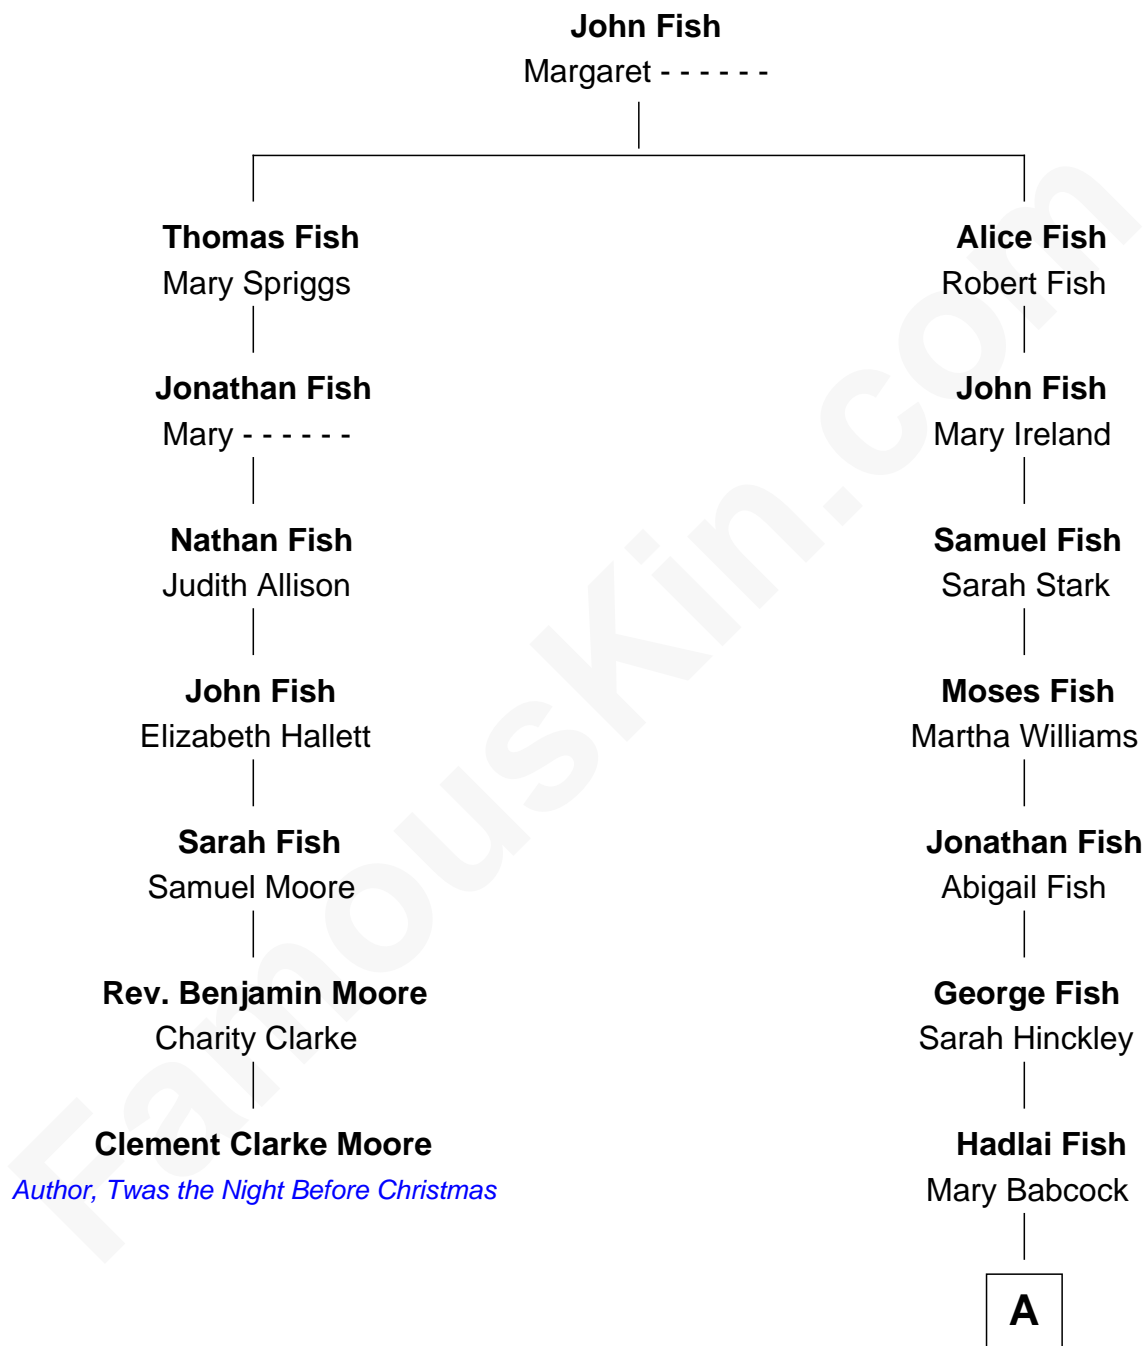 John Fish
Margaret - - - - - -
Thomas Fish
Mary Spriggs
Alice Fish
Robert Fish
Jonathan Fish
Mary - - - - - -
John Fish
Mary Ireland
Nathan Fish
Judith Allison
Samuel Fish
Sarah Stark
John Fish
Elizabeth Hallett
Moses Fish
Martha Williams
Sarah Fish
Samuel Moore
Jonathan Fish
Abigail Fish
Rev. Benjamin Moore
Charity Clarke
George Fish
Sarah Hinckley
Clement Clarke Moore
Author, Twas the Night Before Christmas
Hadlai Fish
Mary Babcock
A
FamousKin.com